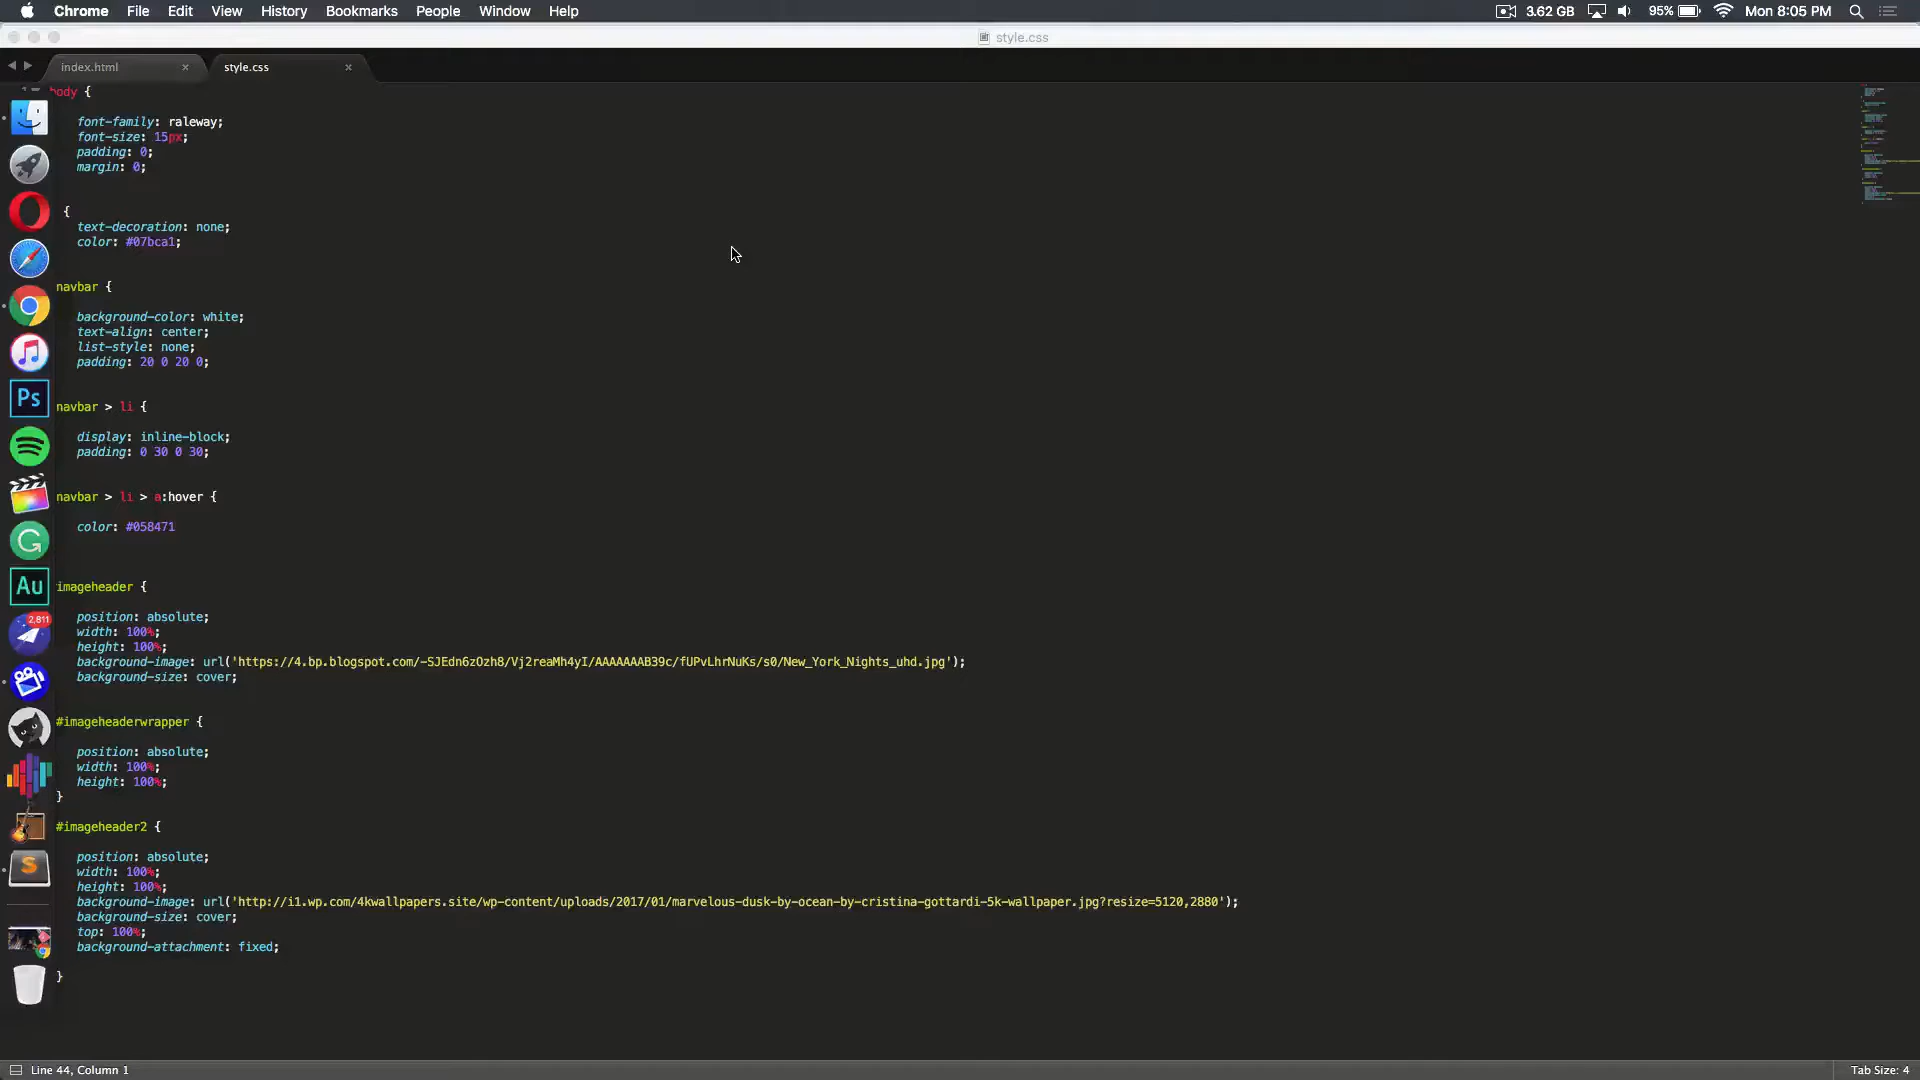 Chrome File Edit View History Bookmarks People Window Help 3.62 GB 95% Mon 8:05 PM
style.css
index.html × style.css ×
body {
font-family: raleway;
font-size: 15px;
padding: 0;
margin: 0;
{
text-decoration: none;
color: #07bca1;
navbar {
background-color: white;
text-align: center;
list-style: none;
padding: 20 0 20 0;
navbar > li {
display: inline-block;
padding: 0 30 0 30;
navbar > li > a:hover {
color: #058471
imageheader {
position: absolute;
width: 100%;
height: 100%;
background-image: url('https://4.bp.blogspot.com/-SJEdn6zOzh8/Vj2reaMh4yI/AAAAAAAB39c/fUPvLhrNuKs/s0/New_York_Nights_uhd.jpg');
background-size: cover;
#imageheaderwrapper {
position: absolute;
width: 100%;
height: 100%;
}
#imageheader2 {
position: absolute;
width: 100%;
height: 100%;
background-image: url('http://i1.wp.com/4kwallpapers.site/wp-content/uploads/2017/01/marvelous-dusk-by-ocean-by-cristina-gottardi-5k-wallpaper.jpg?resize=5120,2880');
background-size: cover;
top: 100%;
background-attachment: fixed;
}
Ps
G
Au
2,811
S
Line 44, Column 1 Tab Size: 4